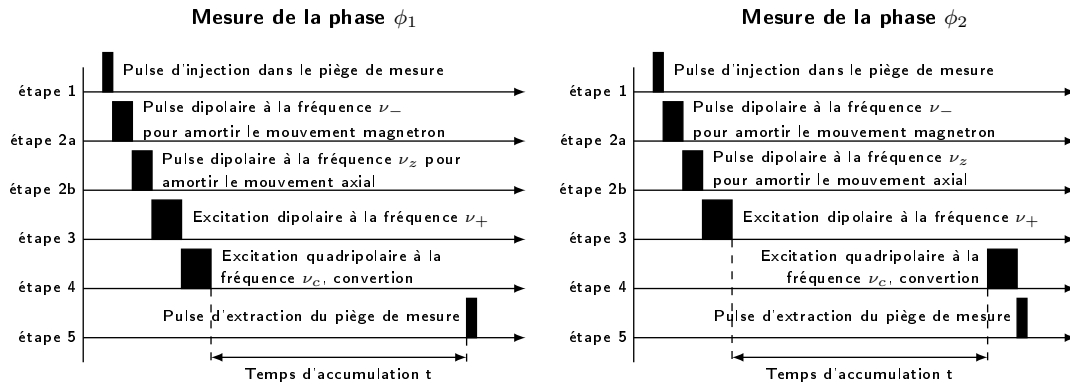 Mesure de la phase ϕ₁
étape 1
Pulse d'injection dans le piège de mesure
étape 2a
Pulse dipolaire à la fréquence ν₋
pour amortir le mouvement magnetron
étape 2b
Pulse dipolaire à la fréquence ν_z pour
amortir le mouvement axial
étape 3
Excitation dipolaire à la fréquence ν₊
étape 4
Excitation quadripolaire à la
fréquence ν_c, convertion
étape 5
Pulse d'extraction du piège de mesure
Temps d'accumulation t
Mesure de la phase ϕ₂
étape 1
Pulse d'injection dans le piège de mesure
étape 2a
Pulse dipolaire à la fréquence ν₋
pour amortir le mouvement magnetron
étape 2b
Pulse dipolaire à la fréquence ν_z
pour amortir le mouvement axial
étape 3
Excitation dipolaire à la fréquence ν₊
étape 4
Excitation quadripolaire à la
fréquence ν_c, convertion
étape 5
Pulse d'extraction du piège de mesure
Temps d'accumulation t